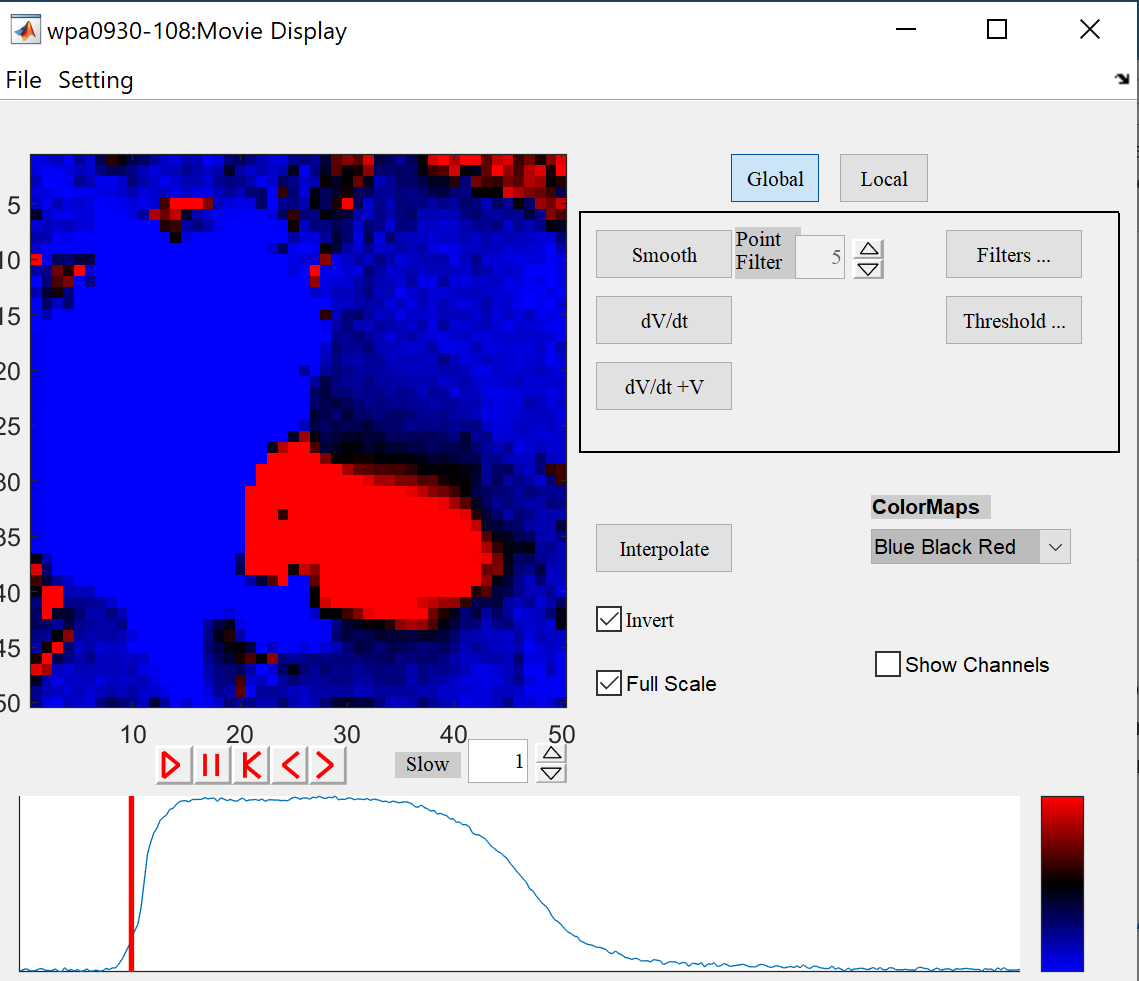 wpa0930-108:Movie Display
File Setting
Global Local
5
10
15
20
25
30
35
40
45
50
10 20 30 40 50
Smooth Point Filter 5 Filters ...
dV/dt Threshold ...
dV/dt +V
ColorMaps
Interpolate Blue Black Red
Invert
Show Channels
Full Scale
Slow 1